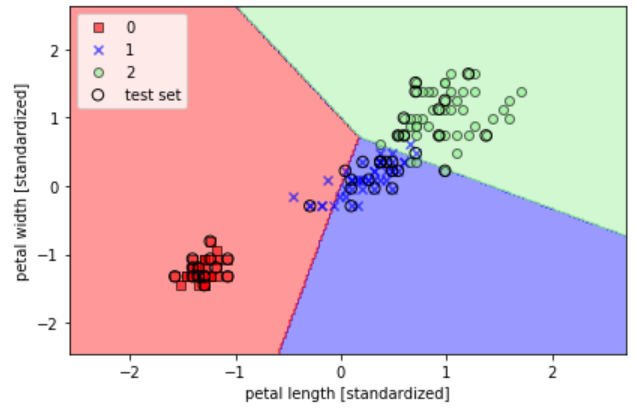 0
1
2
test set
2
1
0
−1
−2
petal width [standardized]
−2 −1 0 1 2
petal length [standardized]